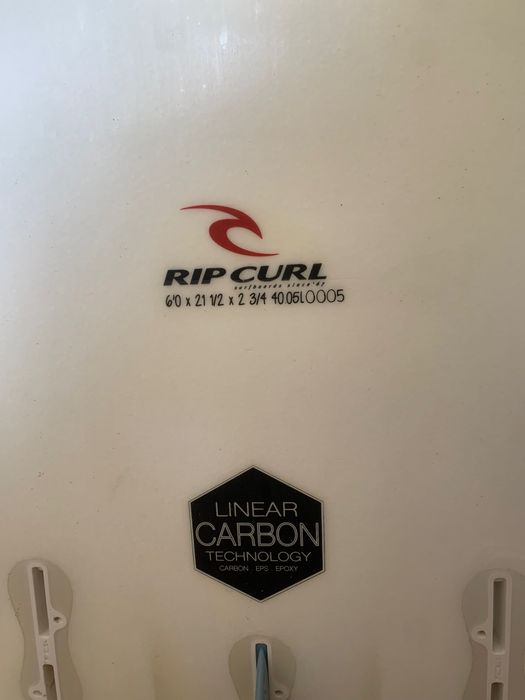 RIP CURL
surfboards since '67
6'0 x 21 1/2 x 2 3/4 40 05L0005
LINEAR
CARBON
TECHNOLOGY
CARBON . EPS . EPOXY